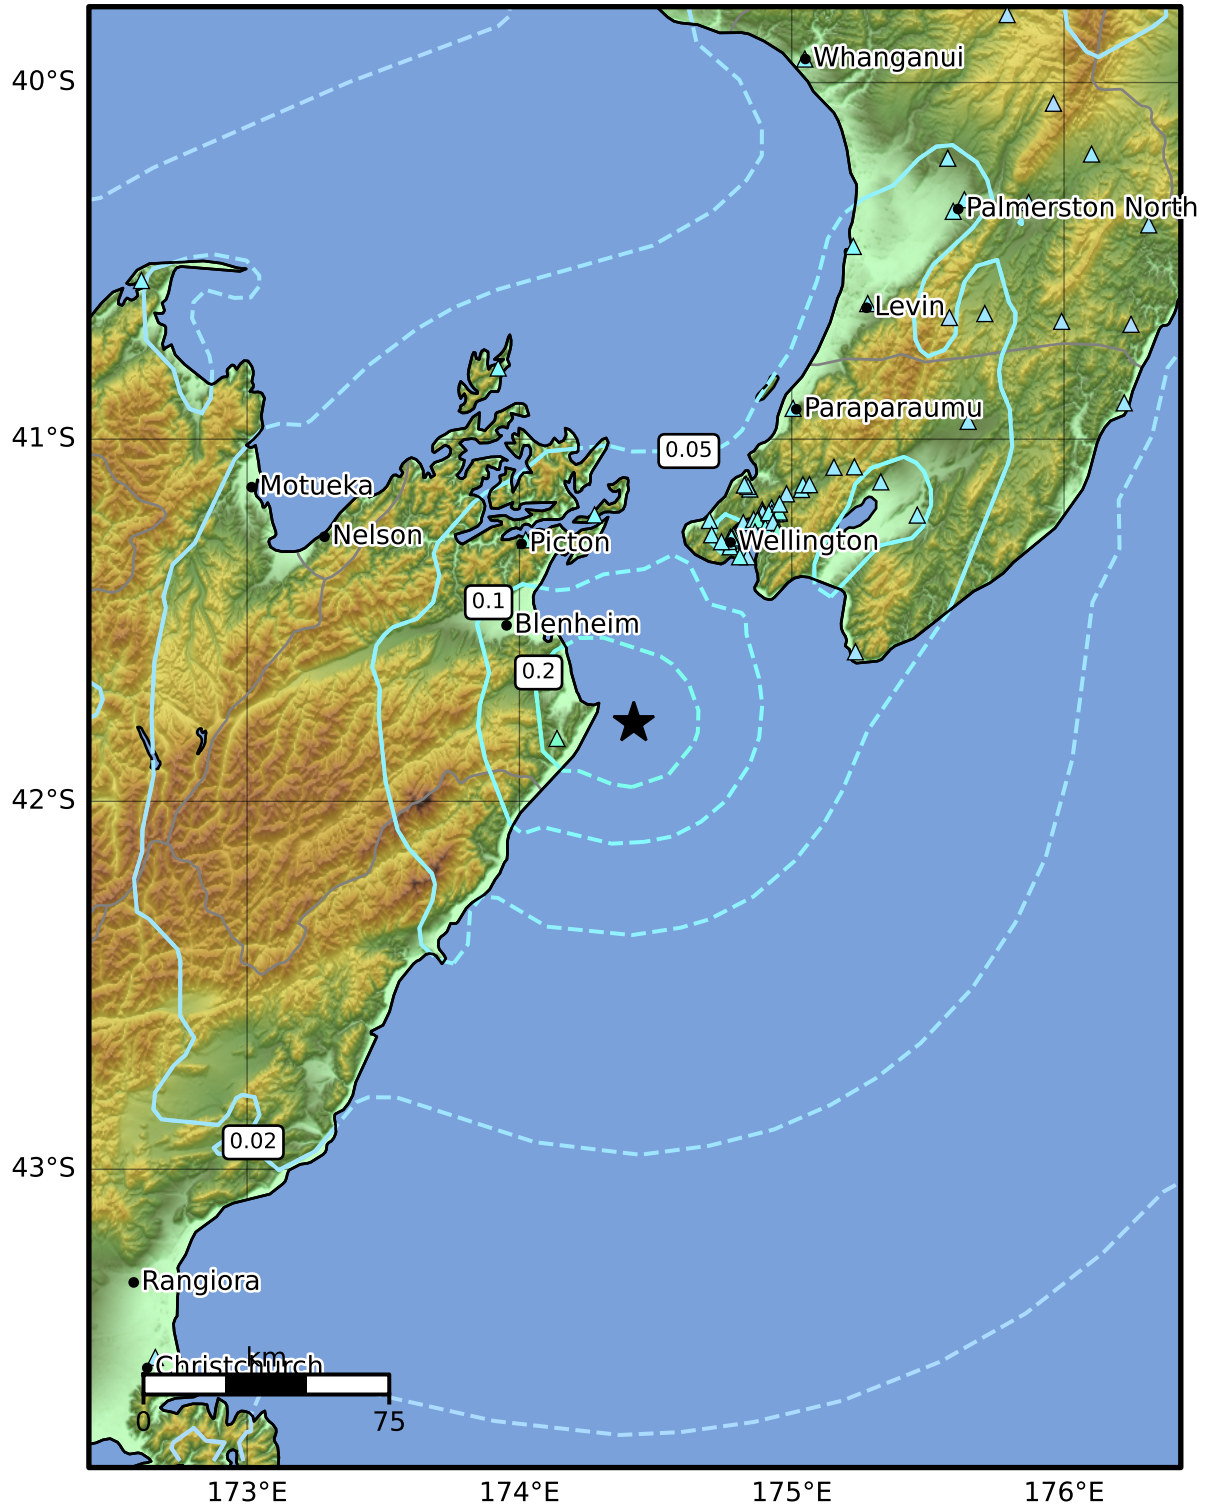 Whanganui
40°S
Palmerston North
Levin
Paraparaumu
41°S
0.05
Motueka
Nelson
Picton
Wellington
0.1
Blenheim
0.2
42°S
0.02
43°S
Rangiora
Christchurch
km
0 75
173°E 174°E 175°E 176°E